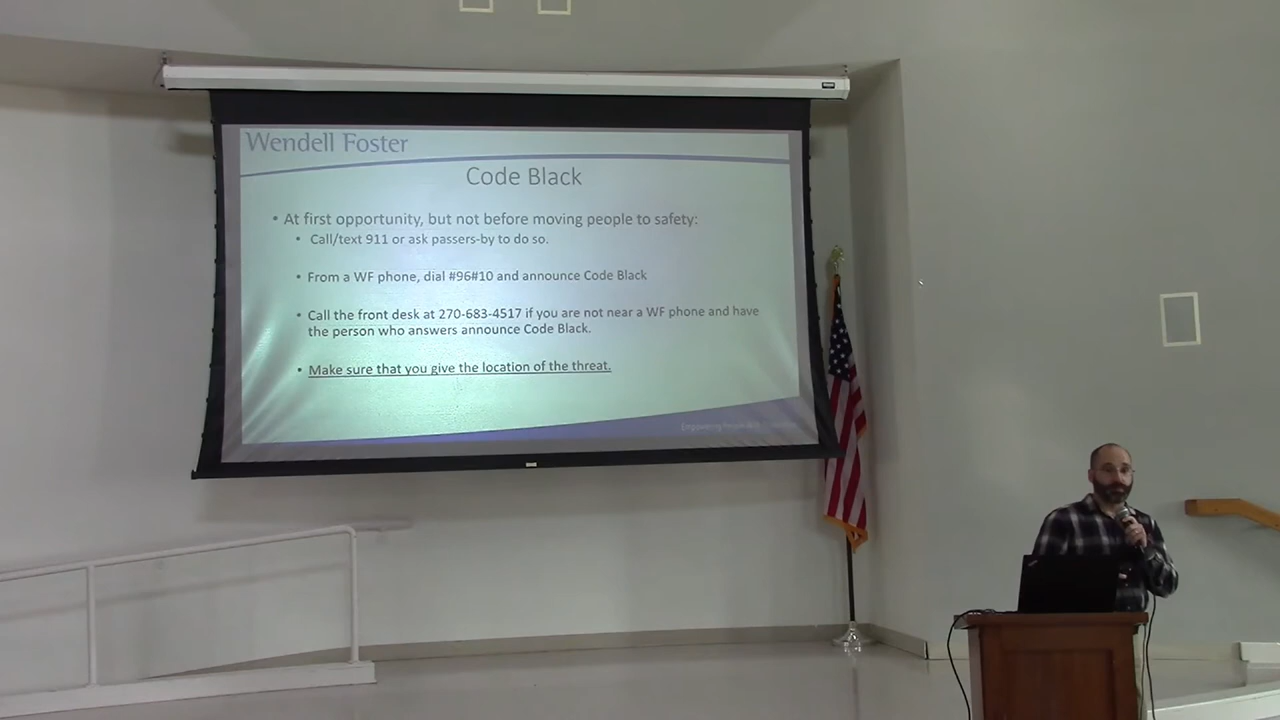 Wendell Foster
Code Black
• At first opportunity, but not before moving people to safety:
• Call/text 911 or ask passers-by to do so.
• From a WF phone, dial #96#10 and announce Code Black
• Call the front desk at 270-683-4517 if you are not near a WF phone and have
the person who answers announce Code Black.
• Make sure that you give the location of the threat.
Empowering